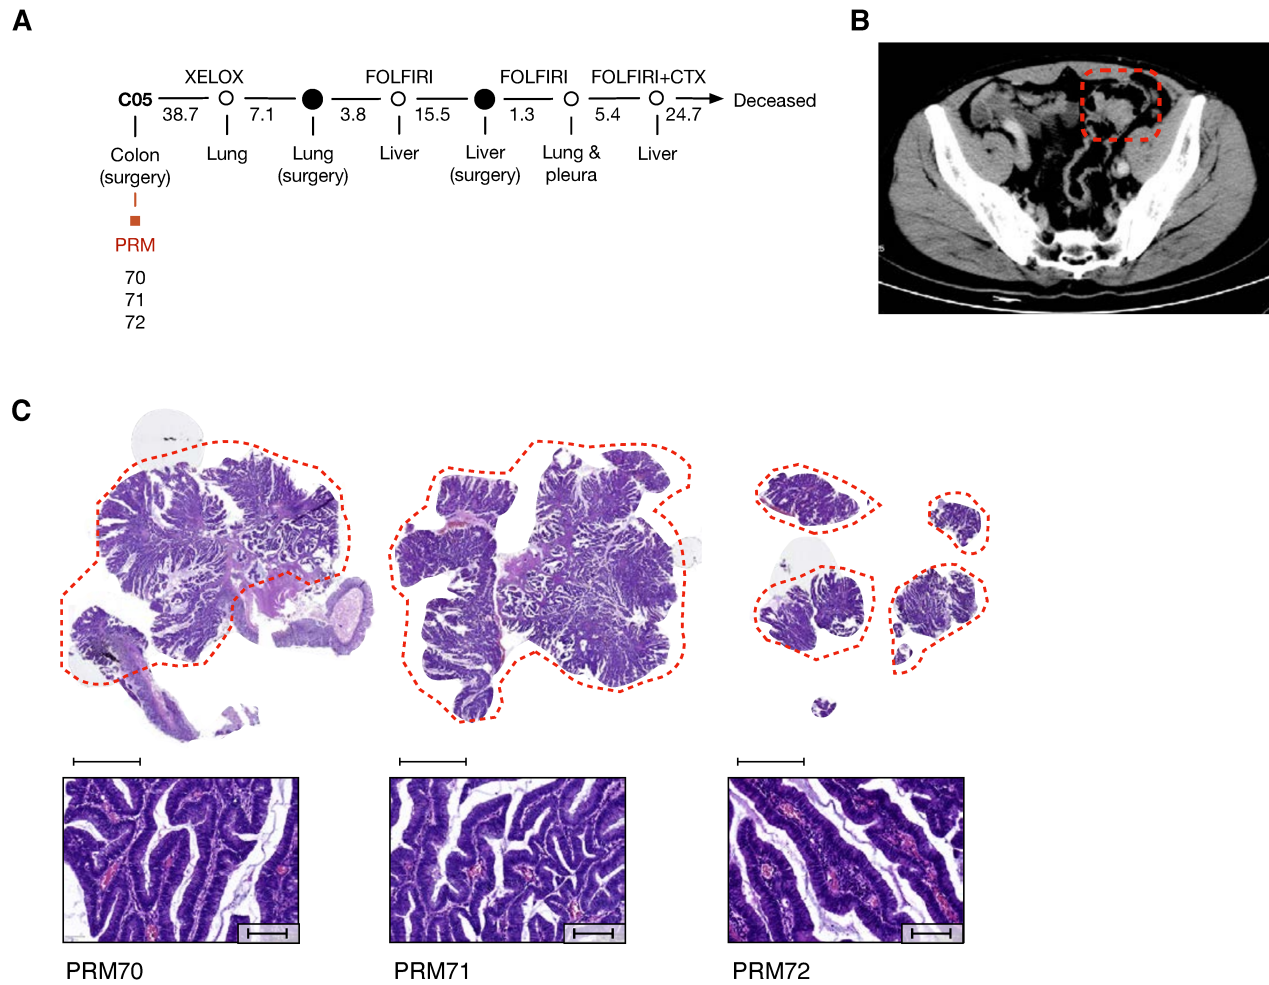 A
B
XELOX FOLFIRI FOLFIRI FOLFIRI+CTX
C05 38.7 7.1 3.8 15.5 1.3 5.4 24.7 Deceased
Colon Lung Lung Liver Liver Lung & Liver
(surgery) (surgery) (surgery) pleura
PRM
70
71
72
C
PRM70 PRM71 PRM72